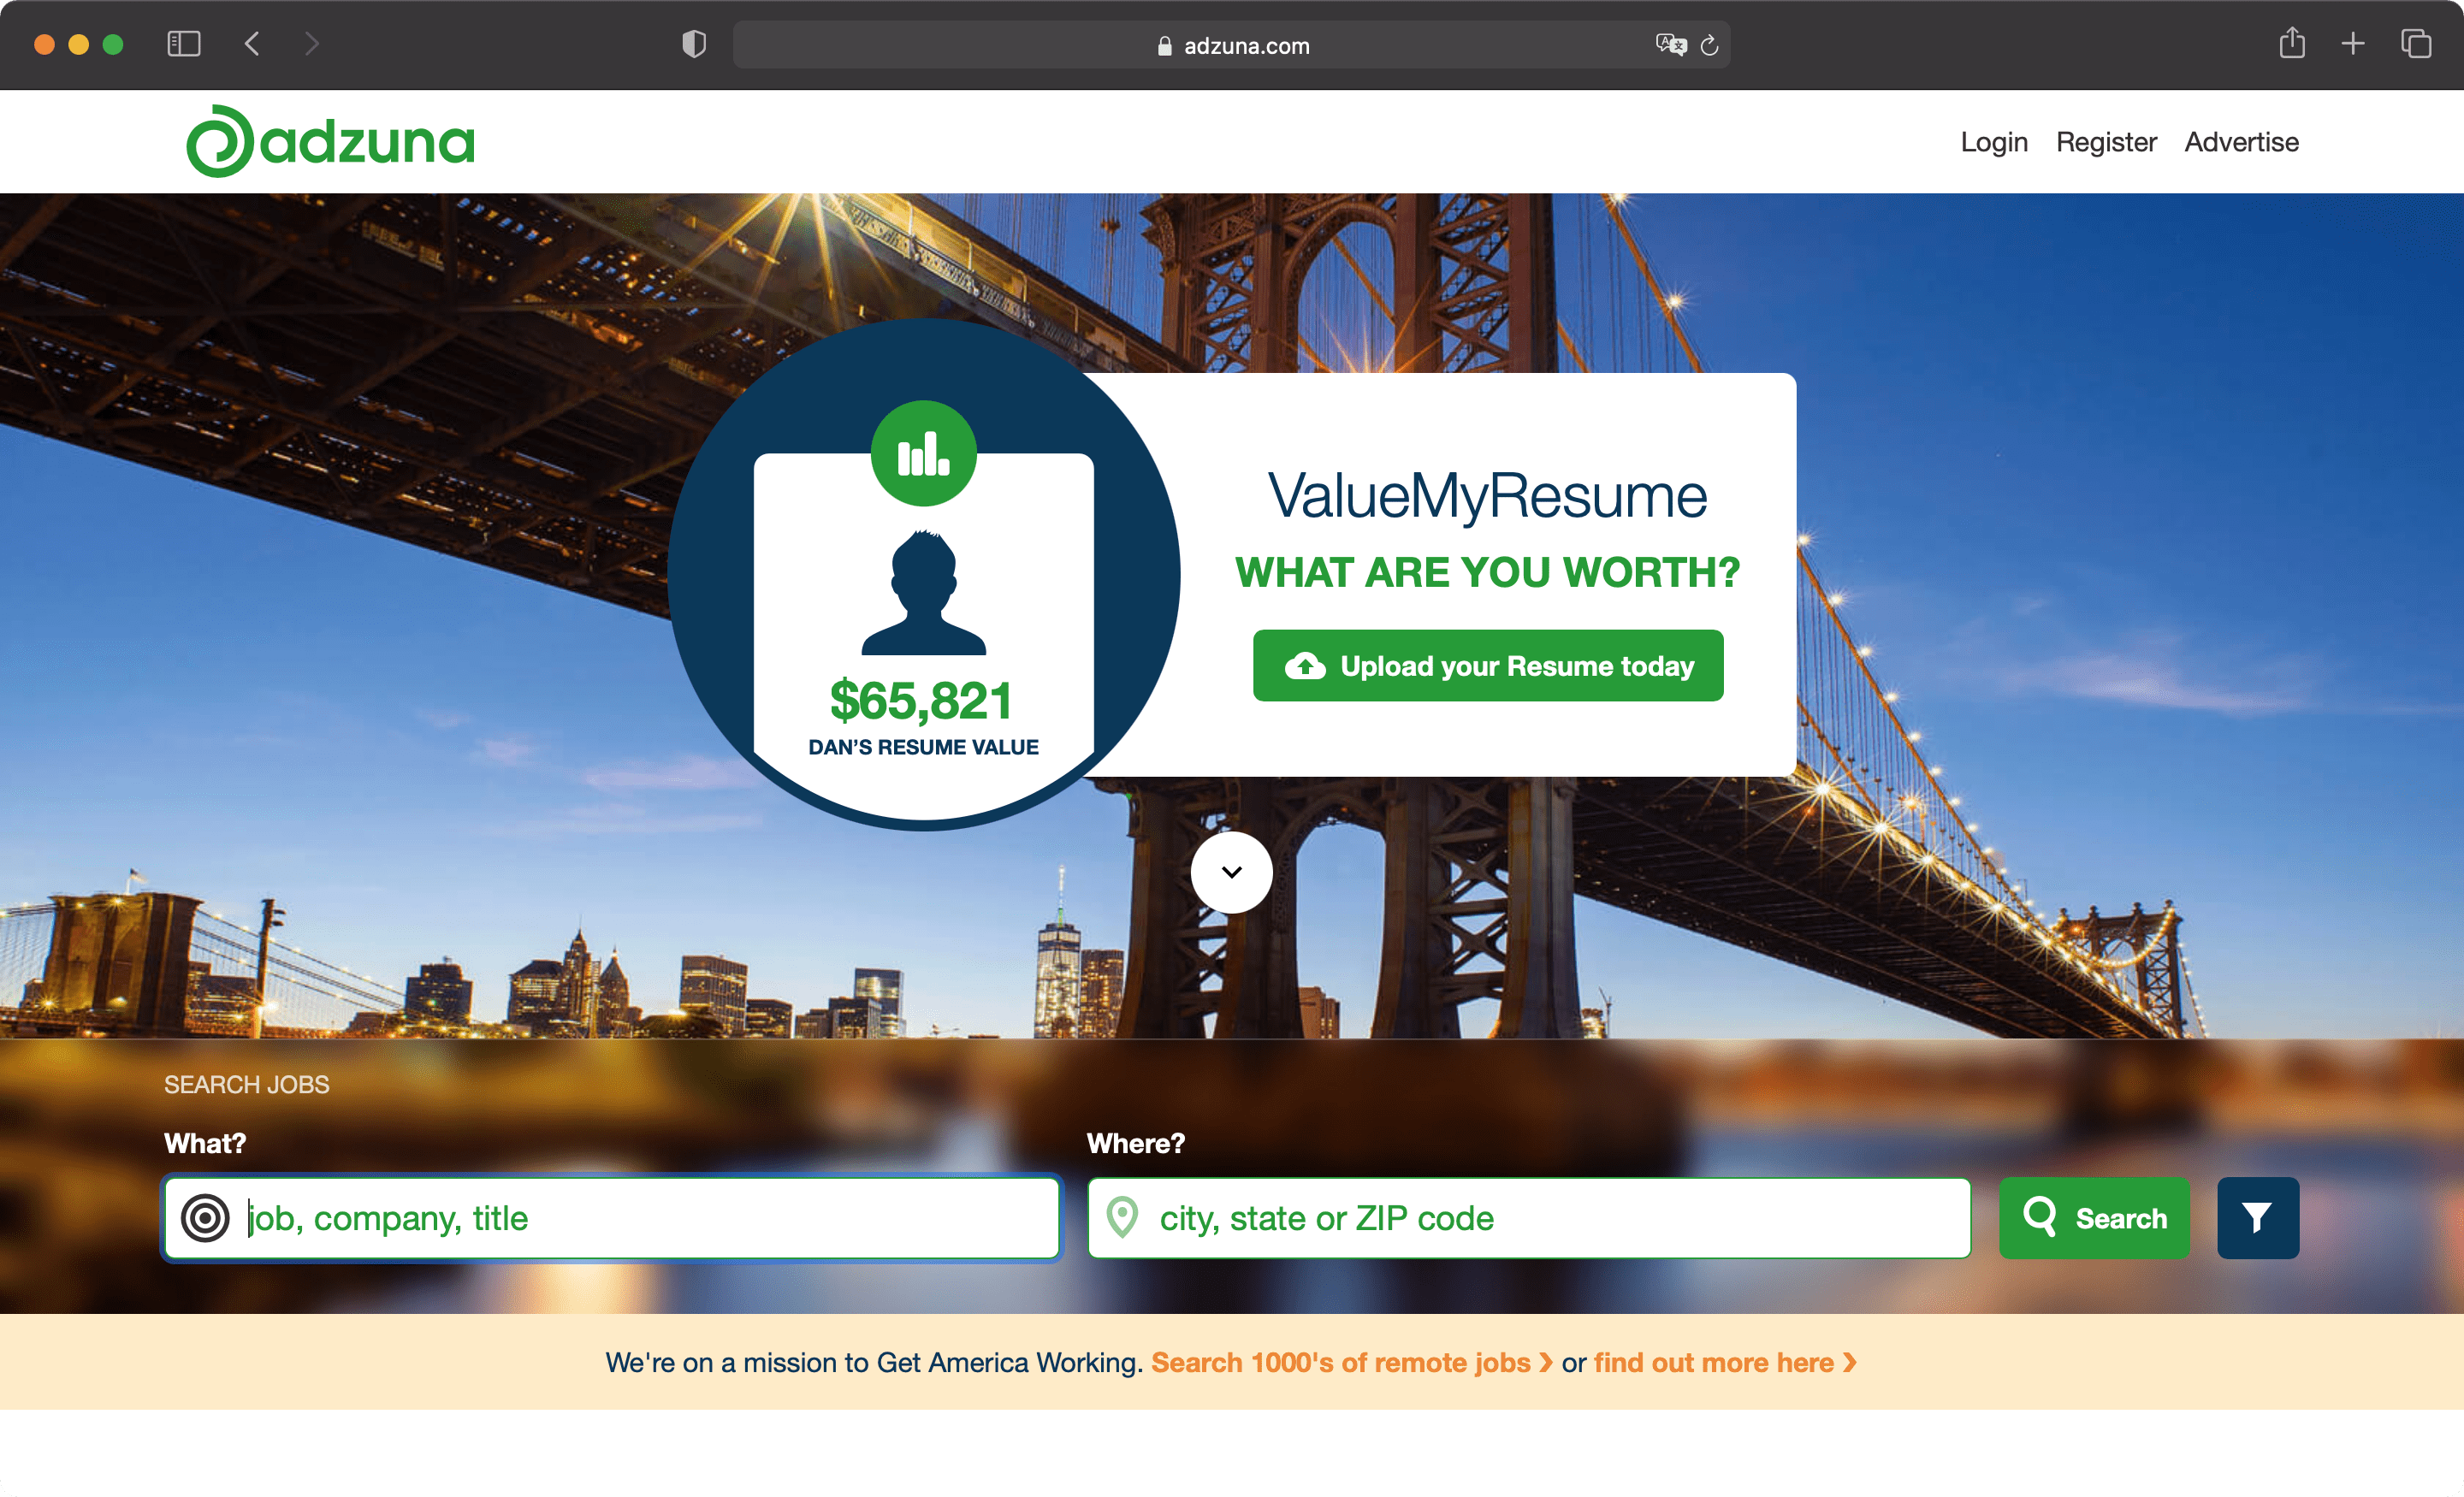 adzuna.com
adzuna
Login Register Advertise
ValueMyResume
WHAT ARE YOU WORTH?
Upload your Resume today
$65,821
DAN'S RESUME VALUE
SEARCH JOBS
What? Where?
job, company, title city, state or ZIP code Search
We're on a mission to Get America Working. Search 1000's of remote jobs ❯ or find out more here ❯